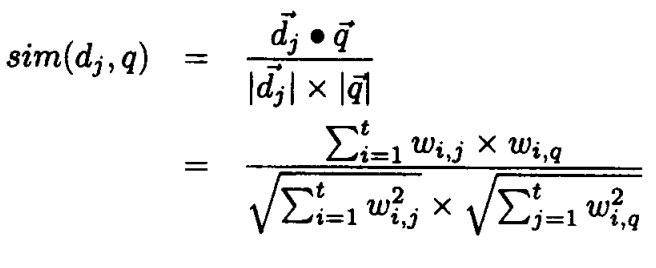 sim(d_j, q) = \frac{\vec{d_j} \bullet \vec{q}}{|\vec{d_j}| \times |\vec{q}|}
= \frac{\sum_{i=1}^{t} w_{i,j} \times w_{i,q}}{\sqrt{\sum_{i=1}^{t} w_{i,j}^2} \times \sqrt{\sum_{j=1}^{t} w_{i,q}^2}}